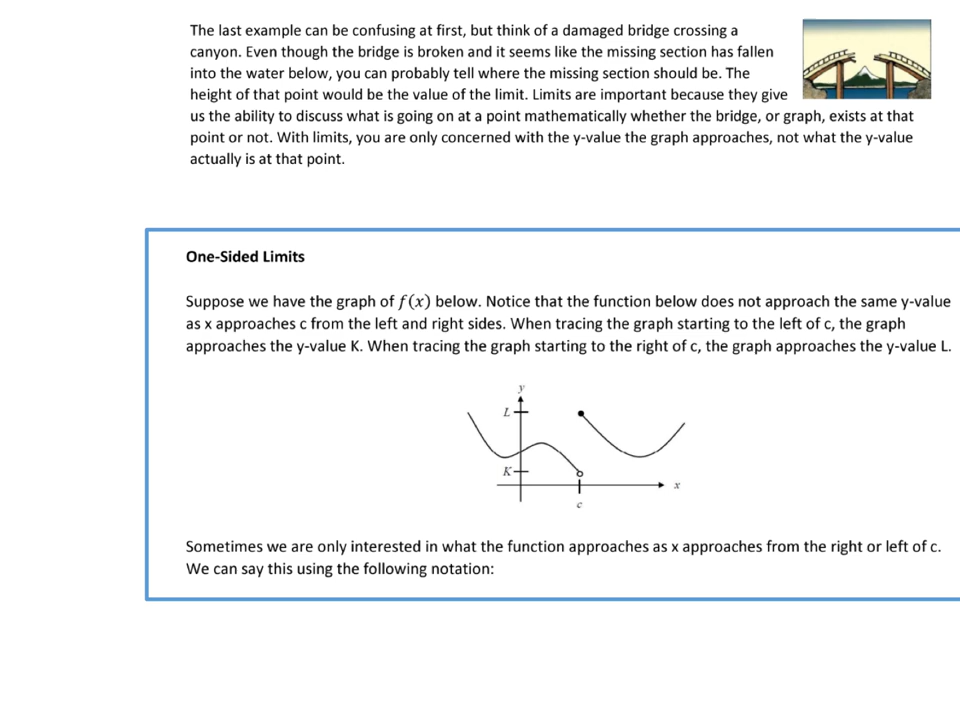 The last example can be confusing at first, but think of a damaged bridge crossing a
canyon. Even though the bridge is broken and it seems like the missing section has fallen
into the water below, you can probably tell where the missing section should be. The
height of that point would be the value of the limit. Limits are important because they give
us the ability to discuss what is going on at a point mathematically whether the bridge, or graph, exists at that
point or not. With limits, you are only concerned with the y-value the graph approaches, not what the y-value
actually is at that point.
One-Sided Limits
Suppose we have the graph of f(x) below. Notice that the function below does not approach the same y-value
as x approaches c from the left and right sides. When tracing the graph starting to the left of c, the graph
approaches the y-value K. When tracing the graph starting to the right of c, the graph approaches the y-value L.
y
L
K
x
c
Sometimes we are only interested in what the function approaches as x approaches from the right or left of c.
We can say this using the following notation: